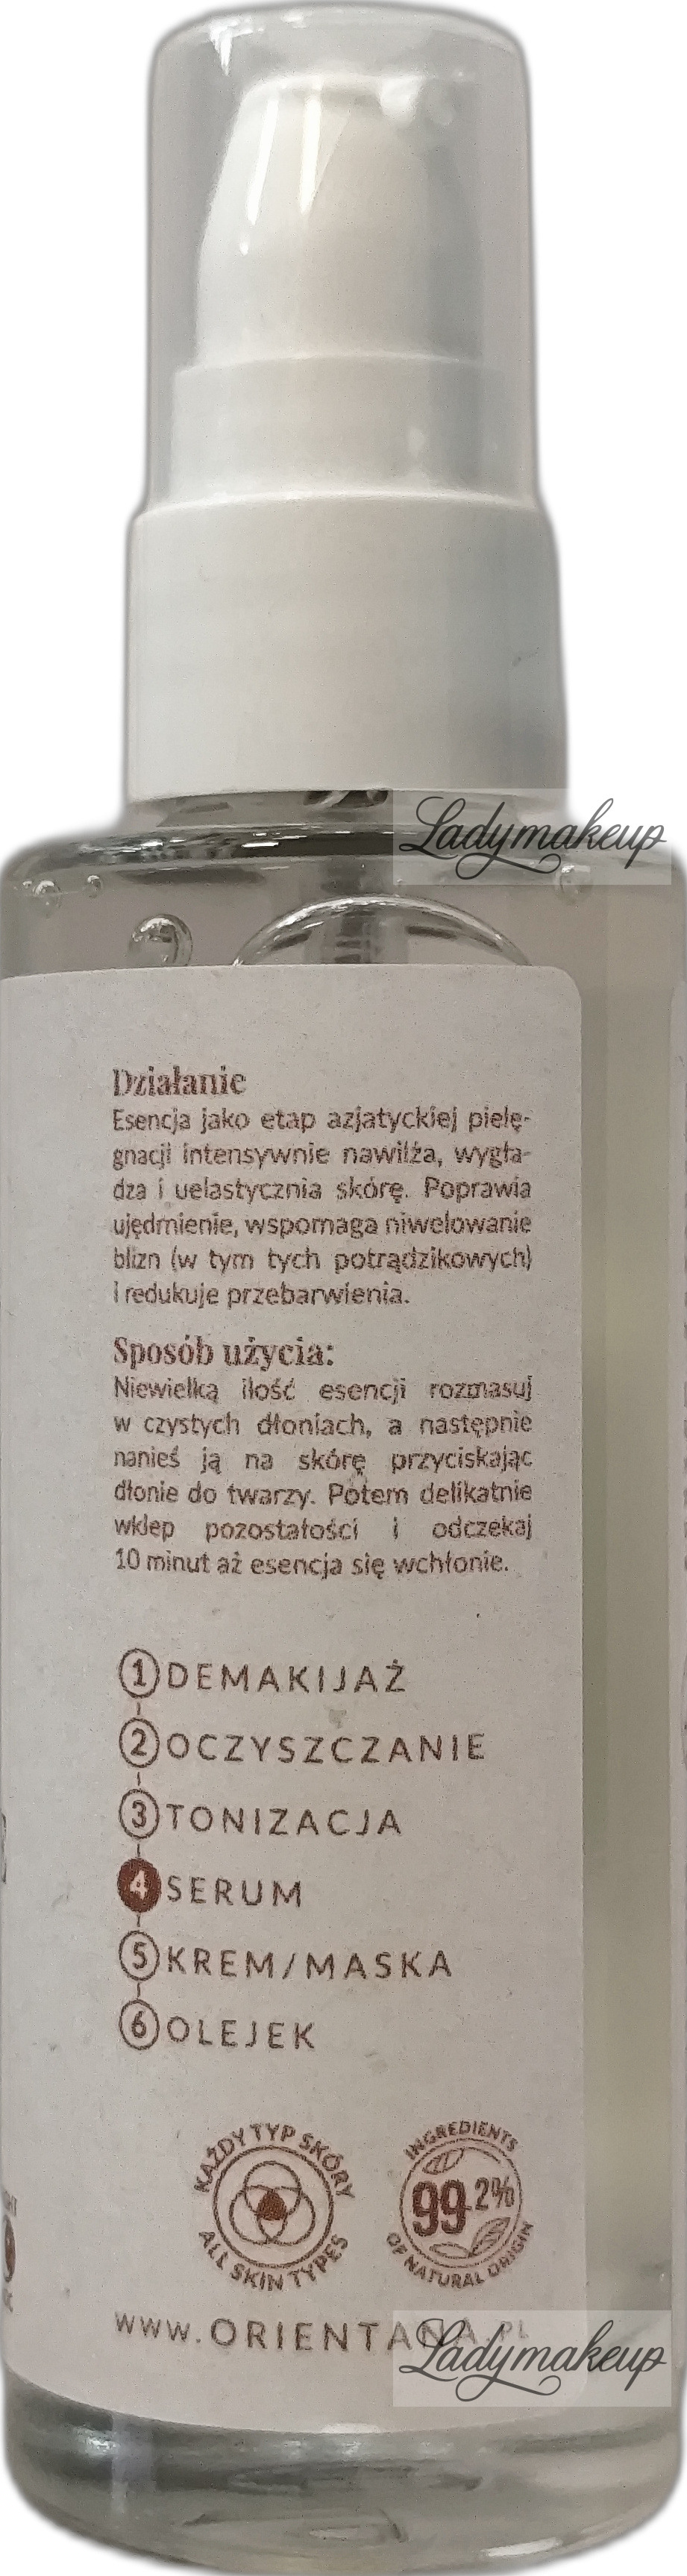 Ladymakeup
Działanie
Esencja jako etap azjatyckiej pielę-
gnacji intensywnie nawilża, wygła-
dza i uelastycznia skórę. Poprawia
ujędrnienie, wspomaga niwelowanie
blizn (w tym tych potrądzikowych)
i redukuje przebarwienia.
Sposób użycia:
Niewielką ilość esencji rozmasuj
w czystych dłoniach, a następnie
nanieś ją na skórę przyciskając
dłonie do twarzy. Potem delikatnie
wklep pozostałości i odczekaj
10 minut aż esencja się wchłonie.
1 DEMAKIJAŻ
2 OCZYSZCZANIE
3 TONIZACJA
4 SERUM
5 KREM/MASKA
6 OLEJEK
KAŻDY TYP SKÓRY
ALL SKIN TYPES
INGREDIENTS
99.2%
OF NATURAL ORIGIN
www.ORIENTANA.PL
Ladymakeup